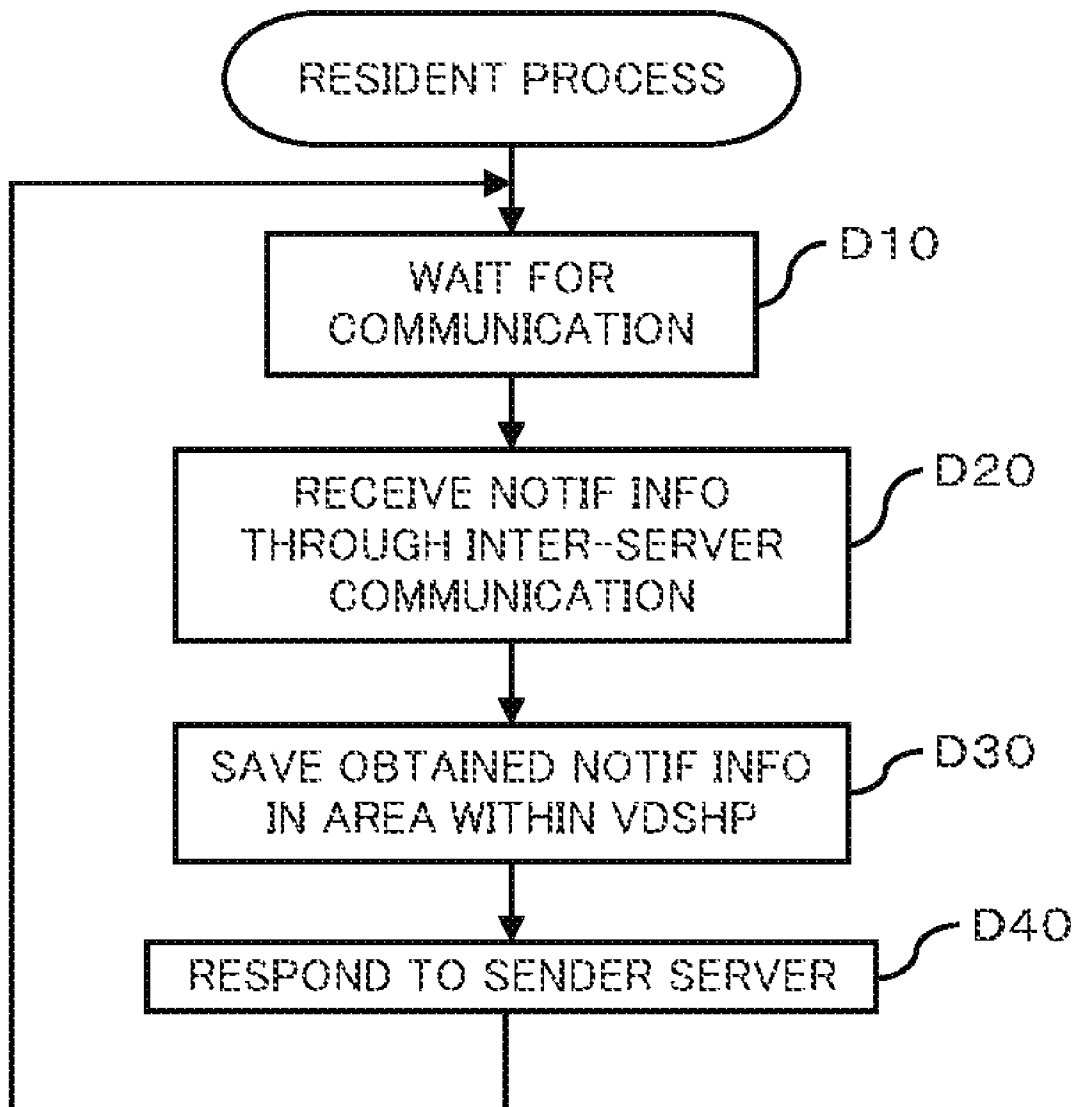 RESIDENT PROCESS
WAIT FOR
COMMUNICATION
D10
RECEIVE NOTIF INFO
THROUGH INTER-SERVER
COMMUNICATION
D20
SAVE OBTAINED NOTIF INFO
IN AREA WITHIN VDSHP
D30
RESPOND TO SENDER SERVER
D40